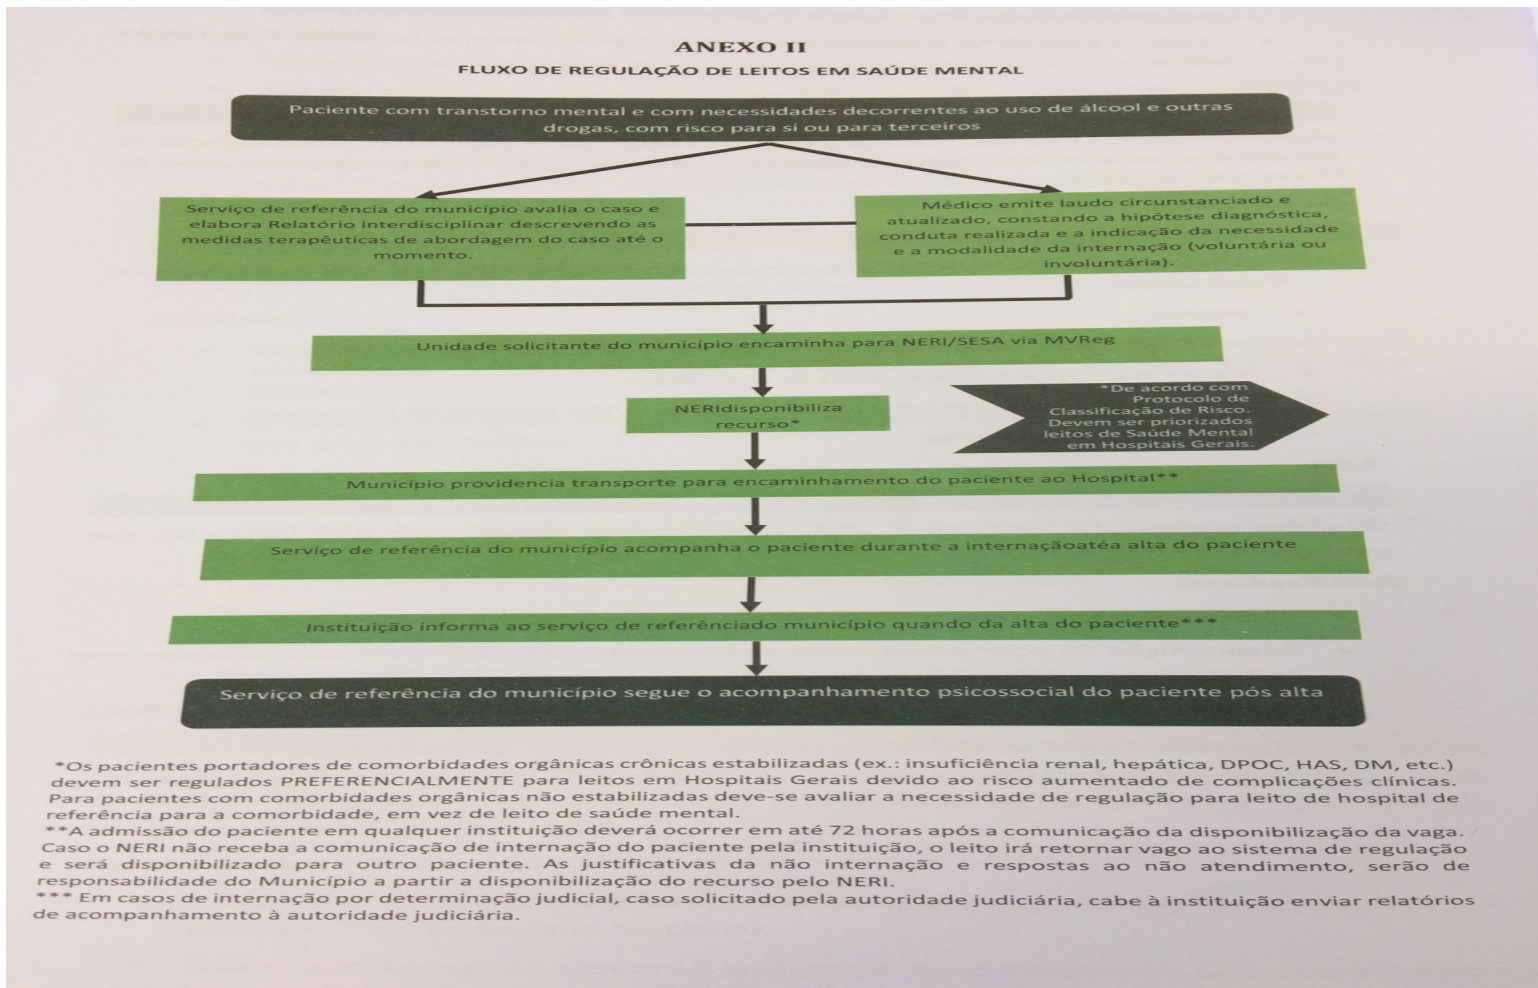 ANEXO II
FLUXO DE REGULAÇÃO DE LEITOS EM SAÚDE MENTAL
Paciente com transtorno mental e com necessidades decorrentes ao uso de álcool e outras
drogas, com risco para si ou para terceiros
Serviço de referência do município avalia o caso e
elabora Relatório interdisciplinar descrevendo as
medidas terapêuticas de abordagem do caso até o
momento.
Médico emite laudo circunstanciado e
atualizado, constando a hipótese diagnóstica,
conduta realizada e a indicação da necessidade
e a modalidade da internação (voluntária ou
involuntária).
Unidade solicitante do município encaminha para NERI/SESA via MVReg
NERIdisponibiliza
recurso*
*De acordo com
Protocolo de
Classificação de Risco.
Devem ser priorizados
leitos de Saúde Mental
em Hospitais Gerais.
Município providencia transporte para encaminhamento do paciente ao Hospital**
Serviço de referência do município acompanha o paciente durante a internaçãoatéa alta do paciente
Instituição informa ao serviço de referênciado município quando da alta do paciente***
Serviço de referência do município segue o acompanhamento psicossocial do paciente pós alta
*Os pacientes portadores de comorbidades orgânicas crônicas estabilizadas (ex.: insuficiência renal, hepática, DPOC, HAS, DM, etc.)
devem ser regulados PREFERENCIALMENTE para leitos em Hospitais Gerais devido ao risco aumentado de complicações clínicas.
Para pacientes com comorbidades orgânicas não estabilizadas deve-se avaliar a necessidade de regulação para leito de hospital de
referência para a comorbidade, em vez de leito de saúde mental.
**A admissão do paciente em qualquer instituição deverá ocorrer em até 72 horas após a comunicação da disponibilização da vaga.
Caso o NERI não receba a comunicação de internação do paciente pela instituição, o leito irá retornar vago ao sistema de regulação
e será disponibilizado para outro paciente. As justificativas da não internação e respostas ao não atendimento, serão de
responsabilidade do Município a partir a disponibilização do recurso pelo NERI.
*** Em casos de internação por determinação judicial, caso solicitado pela autoridade judiciária, cabe à instituição enviar relatórios
de acompanhamento à autoridade judiciária.